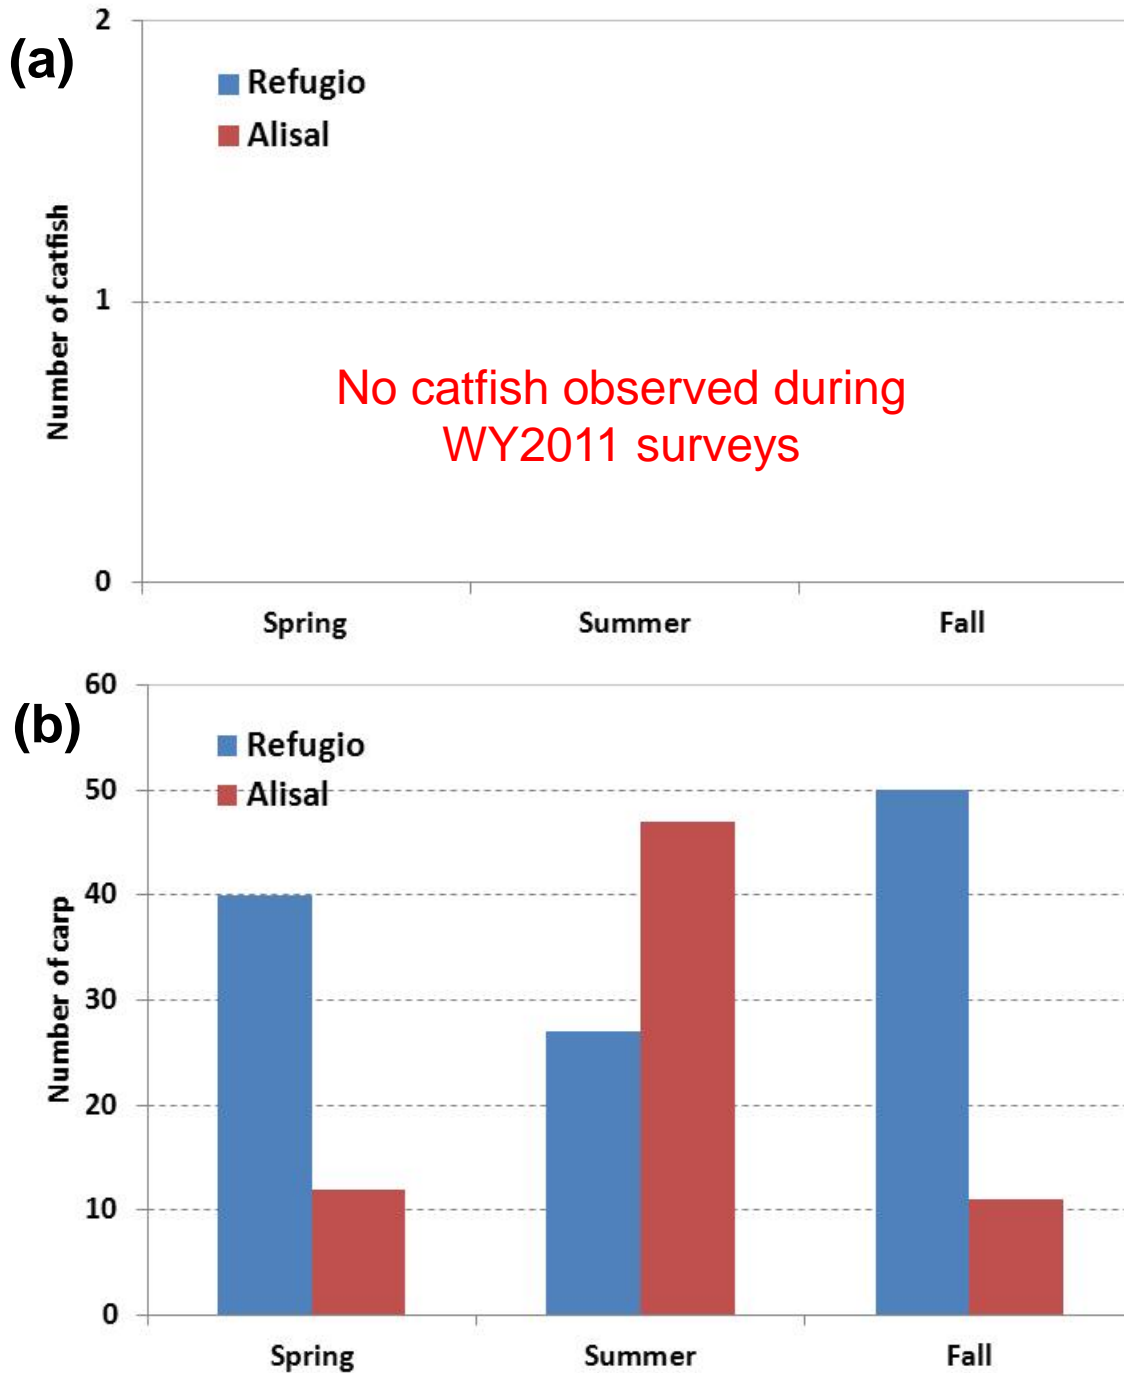 (a)
2
Refugio
Alisal
Number of catfish
1
No catfish observed during
WY2011 surveys
0
Spring Summer Fall
(b)
60
Refugio
50
Alisal
40
Number of carp
30
20
10
0
Spring Summer Fall